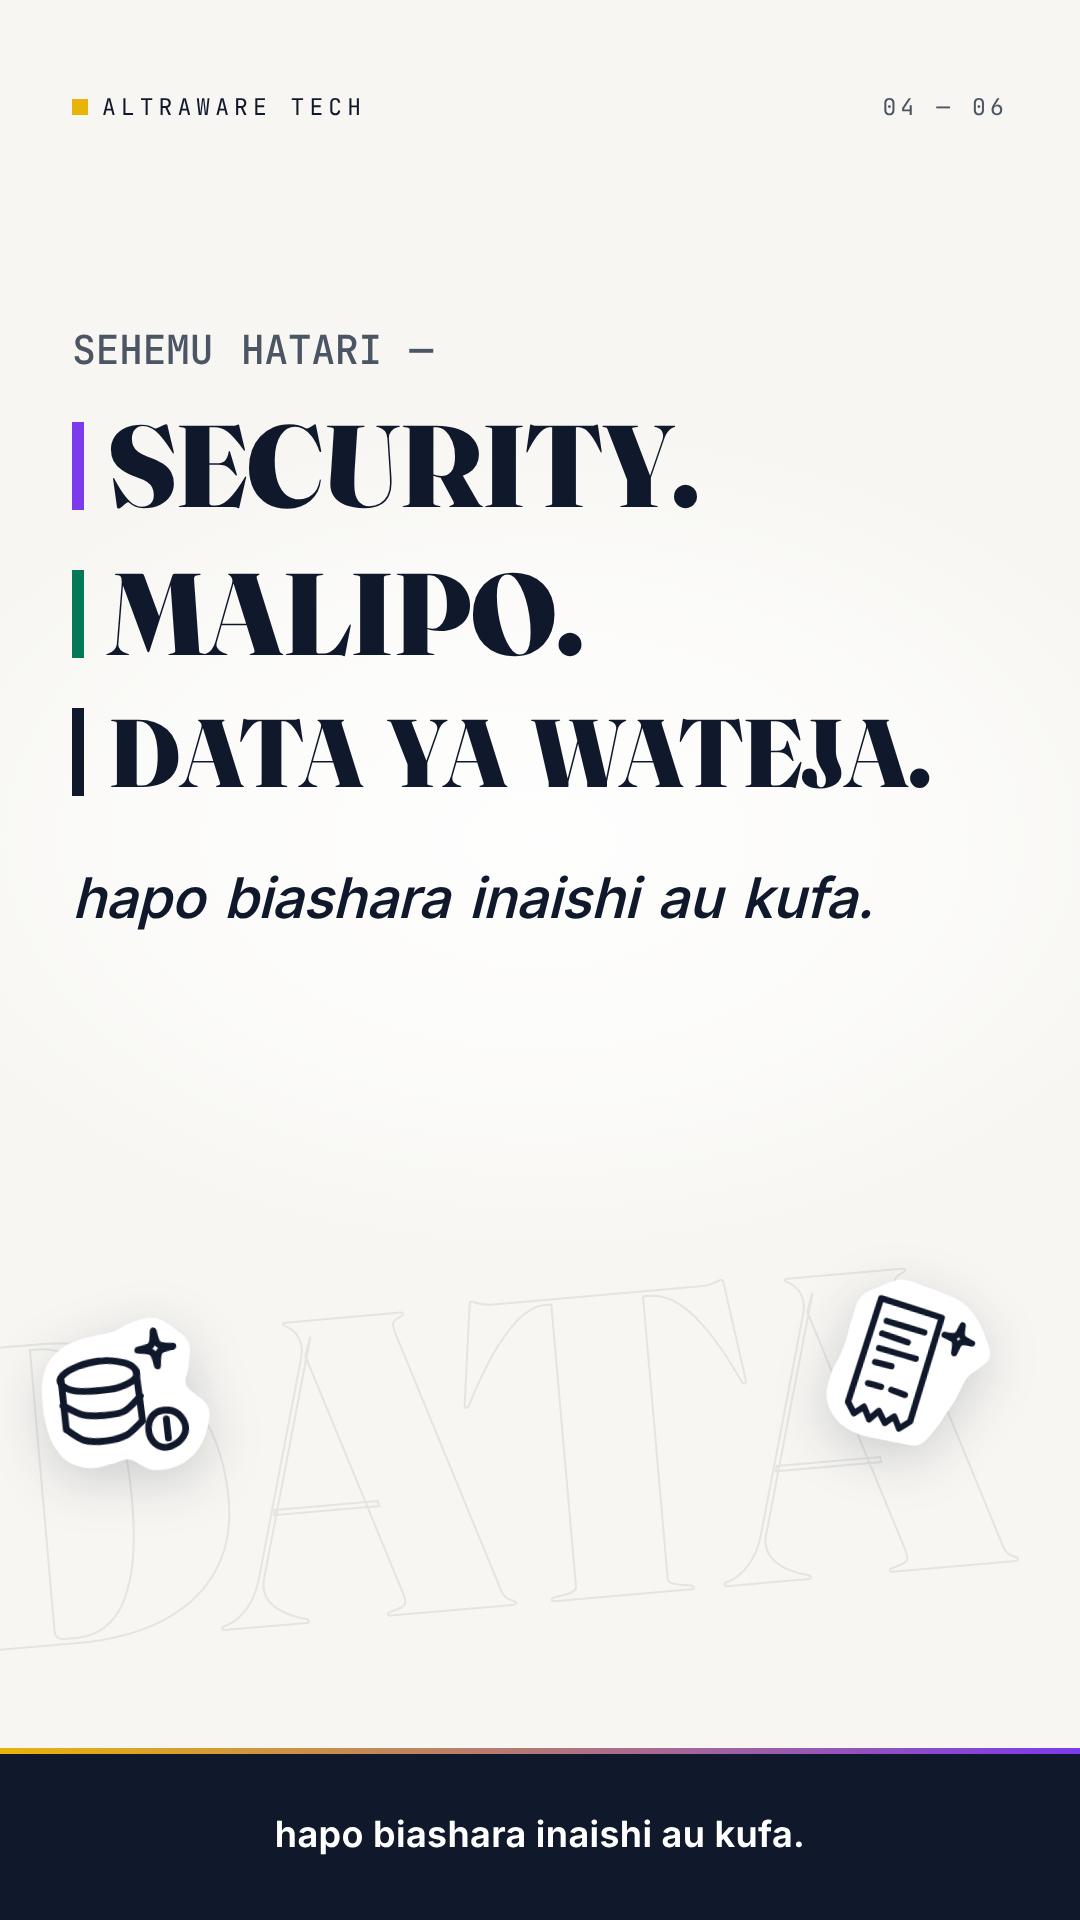 ALTRAWARE TECH
04 — 06
SEHEMU HATARI —
SECURITY.
MALIPO.
DATA YA WATEJA.
hapo biashara inaishi au kufa.
DATA
hapo biashara inaishi au kufa.